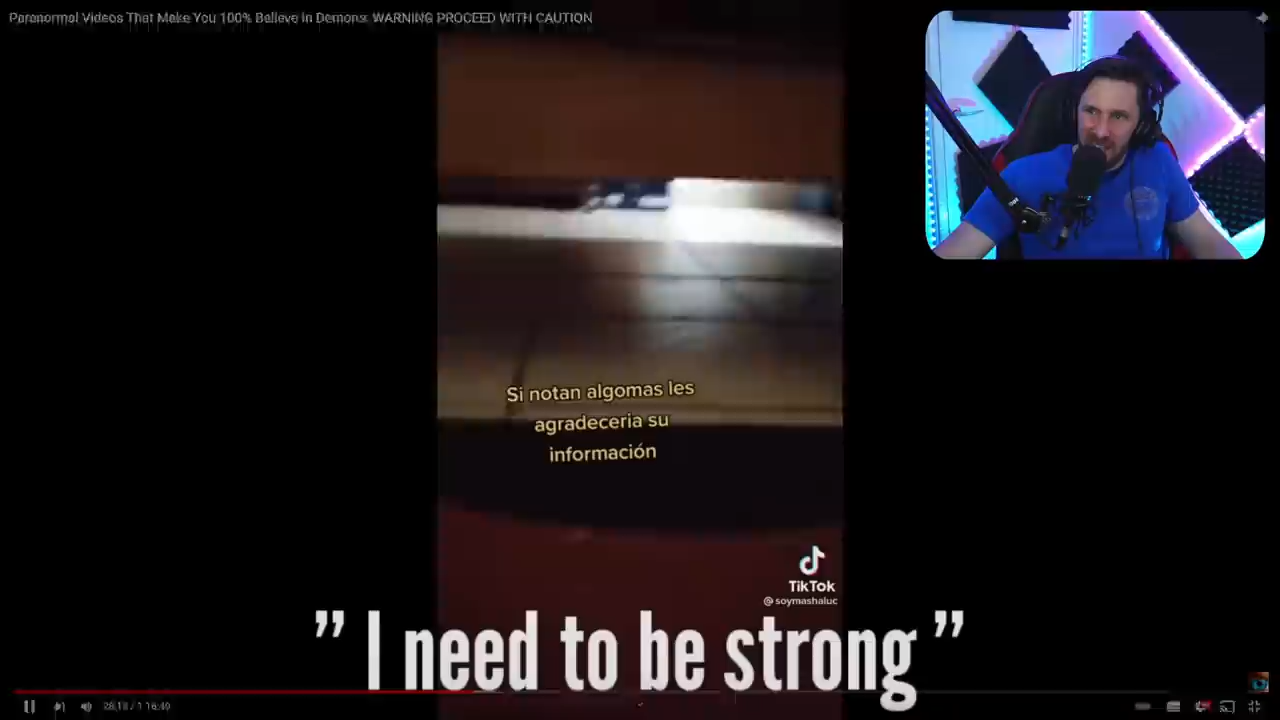 Paranormal Videos That Make You 100% Believe In Demons: WARNING PROCEED WITH CAUTION
Si notan algomas les
agradeceria su
información
TikTok
@soymashaluc
" I need to be strong "